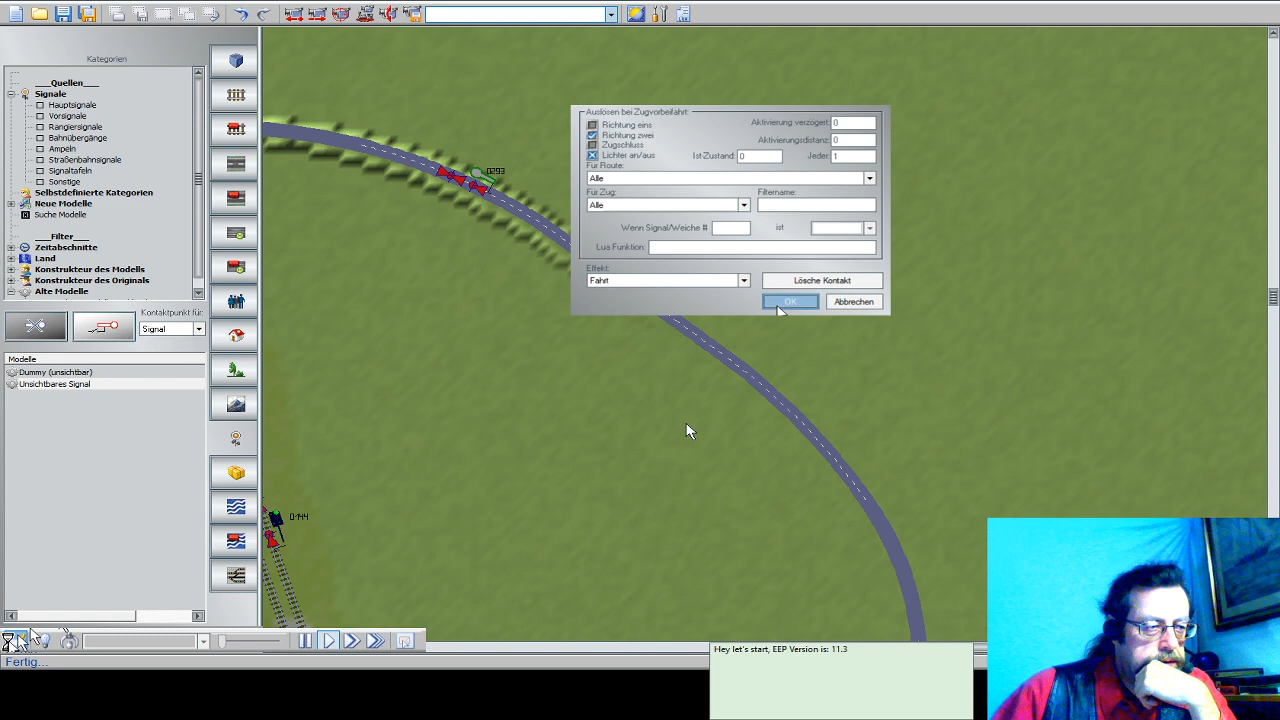 Kategorien
___Quellen___
Signale
Hauptsignale
Vorsignale
Rangiersignale
Bahnübergänge
Ampeln
Straßenbahnsignale
Signaltafeln
Sonstige
Selbstdefinierte Kategorien
Neue Modelle
Suche Modelle
___Filter___
Zeitabschnitte
Land
Konstrukteur des Modells
Konstrukteur des Originals
Alte Modelle
Kontaktpunkt für:
Signal
Modelle
Dummy (unsichtbar)
Unsichtbares Signal
0293
0144
Auslösen bei Zugvorbeifahrt:
Richtung eins
Aktivierung verzögert: 0
Richtung zwei
Aktivierungsdistanz: 0
Zugschluss
Lichter an/aus
Ist-Zustand: 0
Jeder: 1
Für Route:
Alle
Für Zug:
Filtername:
Alle
Wenn Signal/Weiche #
ist
Lua Funktion:
Effekt:
Fahrt
Lösche Kontakt
OK
Abbrechen
Hey let's start, EEP Version is: 11.3
Fertig...